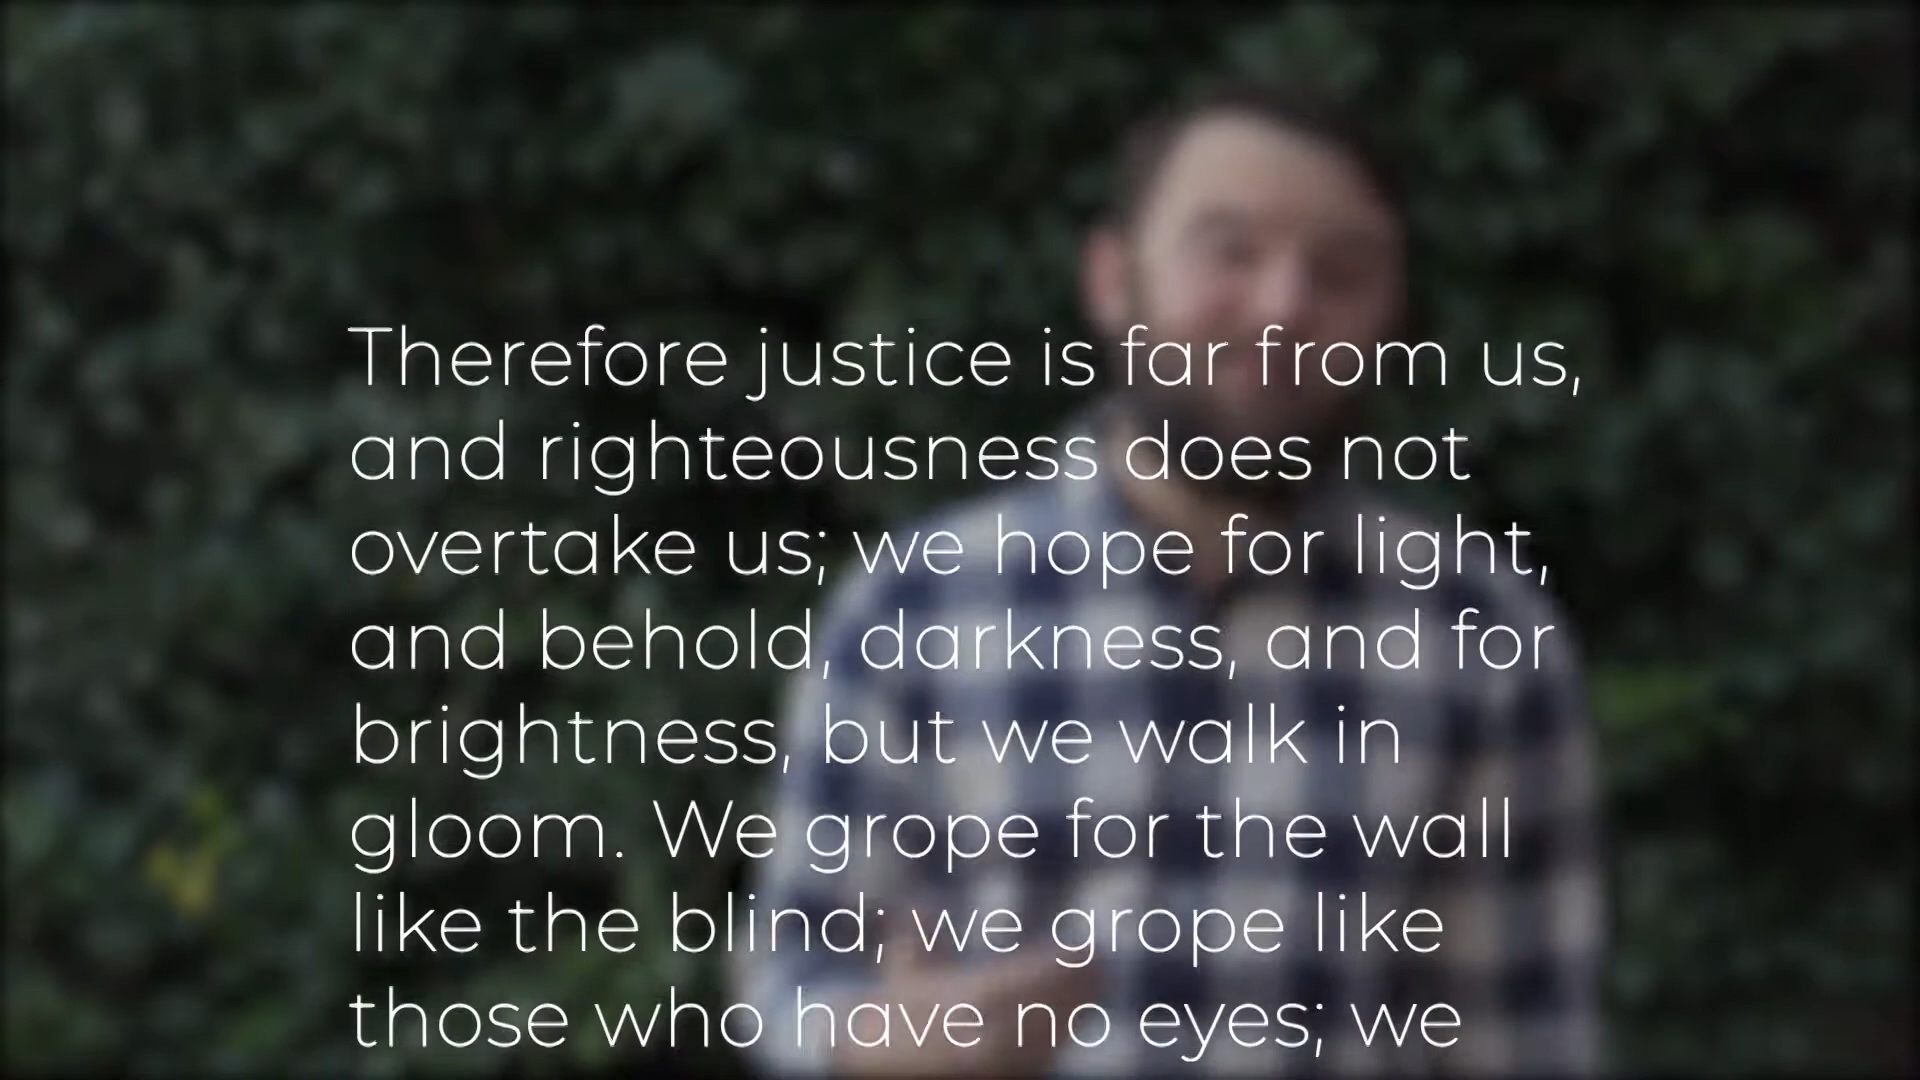 Therefore justice is far from us,
and righteousness does not
overtake us; we hope for light,
and behold, darkness, and for
brightness, but we walk in
gloom. We grope for the wall
like the blind; we grope like
those who have no eyes; we